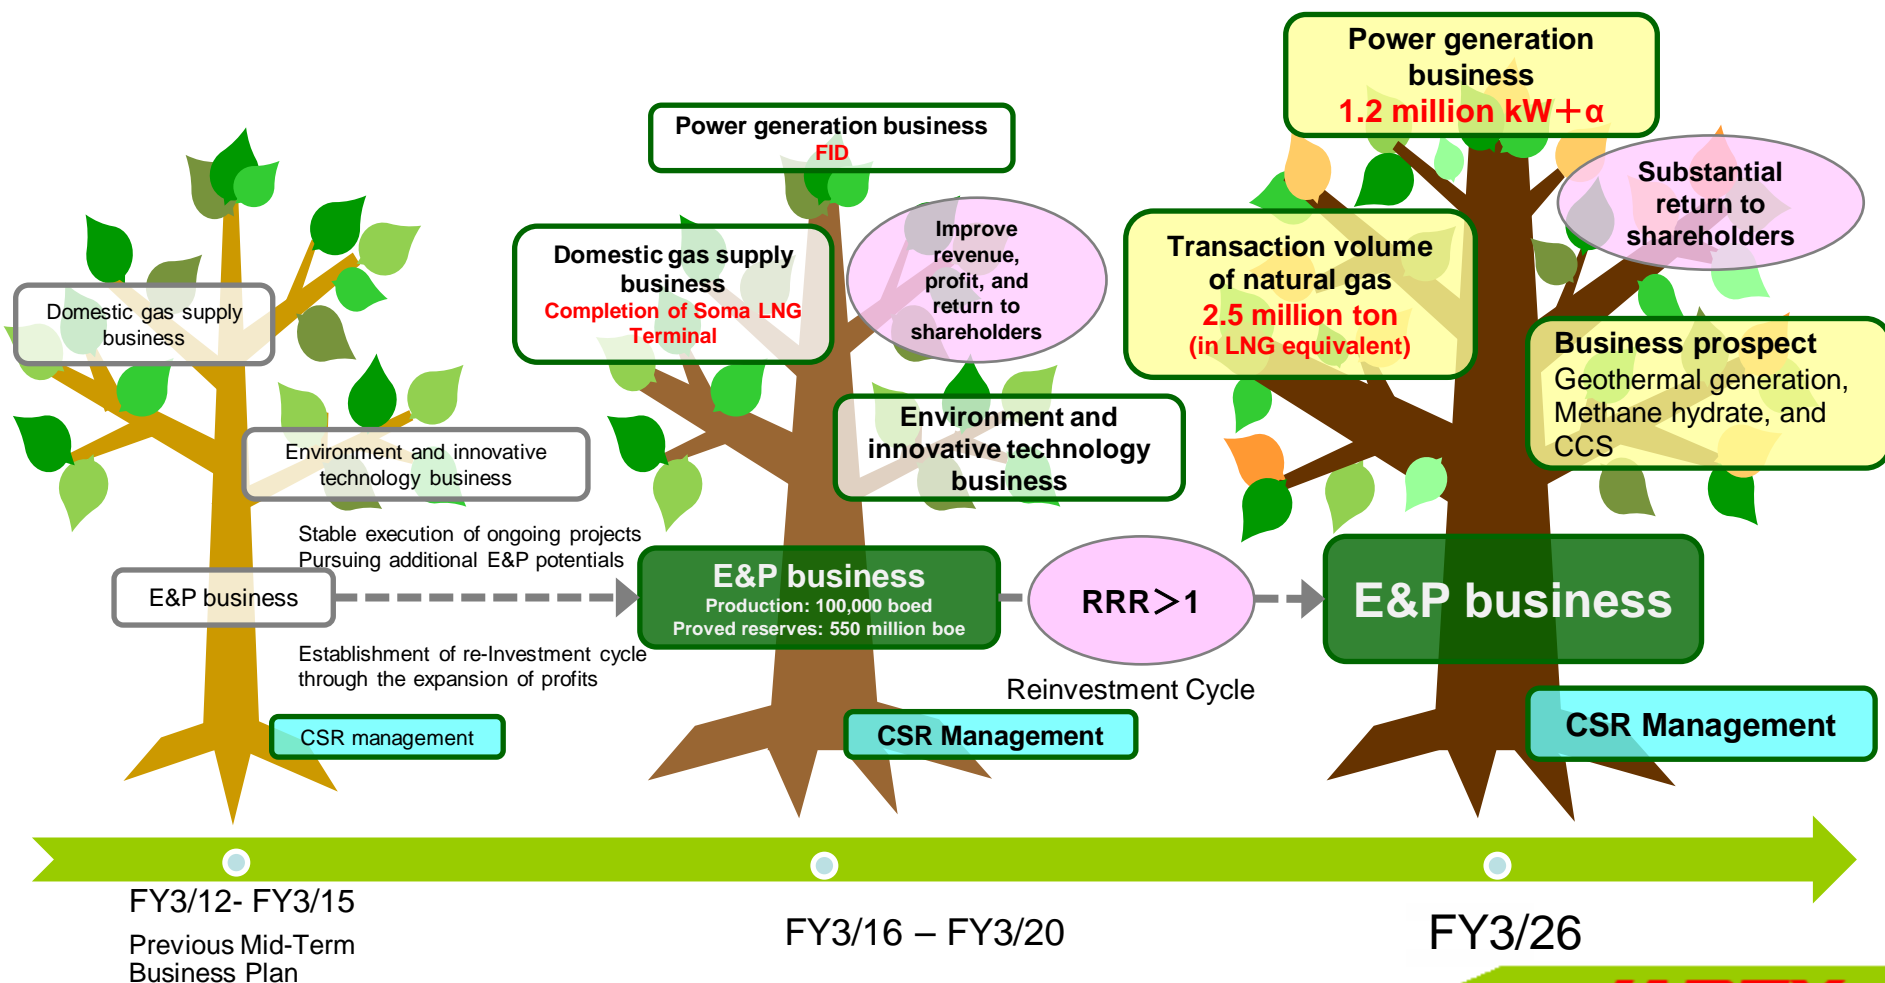 Domestic gas supply
business
Environment and innovative
technology business
Stable execution of ongoing projects
Pursuing additional E&P potentials
E&P business
Establishment of re-Investment cycle
through the expansion of profits
CSR management
FY3/12- FY3/15
Previous Mid-Term
Business Plan
Power generation business
FID
Domestic gas supply
business
Completion of Soma LNG
Terminal
Improve
revenue,
profit, and
return to
shareholders
Environment and
innovative technology
business
E&P business
Production: 100,000 boed
Proved reserves: 550 million boe
RRR＞1
Reinvestment Cycle
CSR Management
FY3/16 – FY3/20
Power generation
business
1.2 million kW＋α
Substantial
return to
shareholders
Transaction volume
of natural gas
2.5 million ton
(in LNG equivalent)
Business prospect
Geothermal generation,
Methane hydrate, and
CCS
E&P business
CSR Management
FY3/26